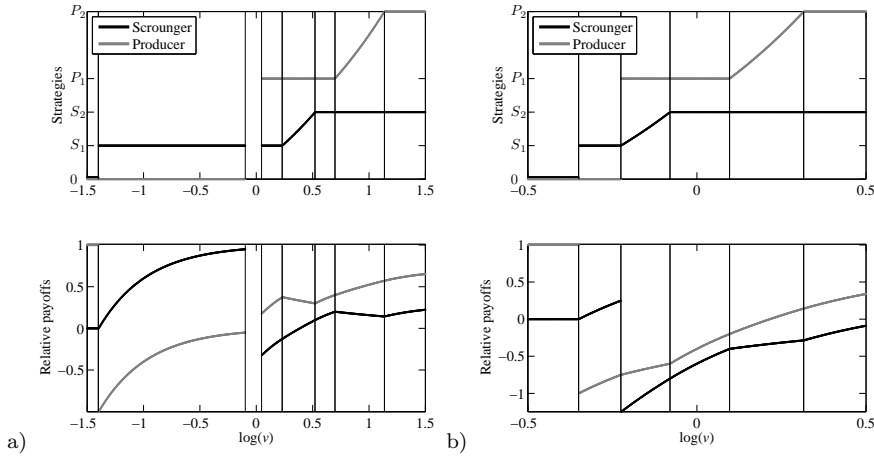 P₂
Scrounger
Producer
P₁
S₂
S₁
0
Strategies
−1.5 −1 −0.5 0 0.5 1 1.5
1
0.5
0
−0.5
Relative payoffs
−1.5 −1 −0.5 0 0.5 1 1.5
log(v)
a)
P₂
Scrounger
Producer
P₁
S₂
S₁
0
Strategies
−0.5 0 0.5
1
0.5
0
−0.5
−1
Relative payoffs
−0.5 0 0.5
log(v)
b)